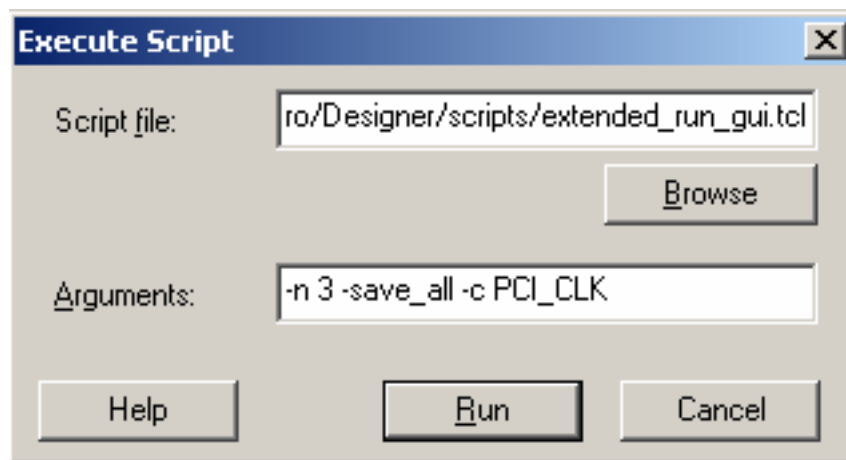 Execute Script
Script file: ro/Designer/scripts/extended_run_gui.tcl
Browse
Arguments: -n 3 -save_all -c PCI_CLK
Help Run Cancel